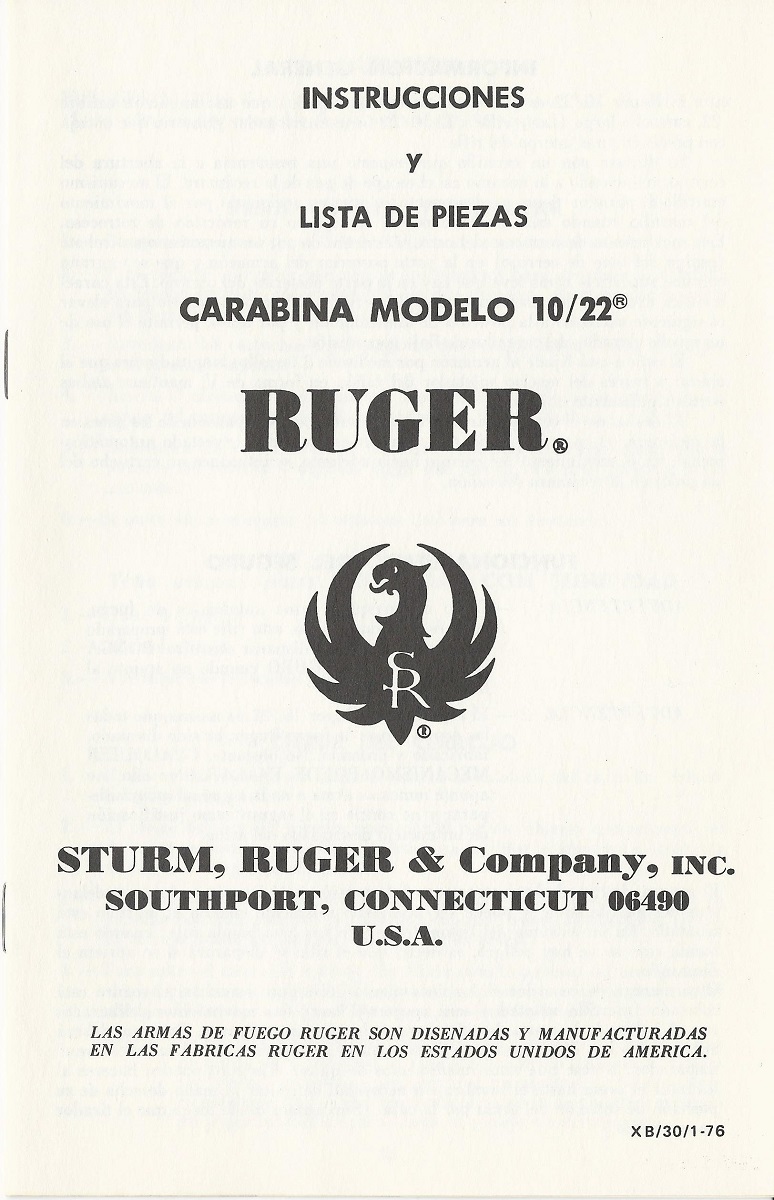 INSTRUCCIONES
y
LISTA DE PIEZAS
CARABINA MODELO 10/22®
RUGER®
SR
®
STURM, RUGER & Company, INC.
SOUTHPORT, CONNECTICUT 06490
U.S.A.
LAS ARMAS DE FUEGO RUGER SON DISENADAS Y MANUFACTURADAS
EN LAS FABRICAS RUGER EN LOS ESTADOS UNIDOS DE AMERICA.
XB/30/1-76